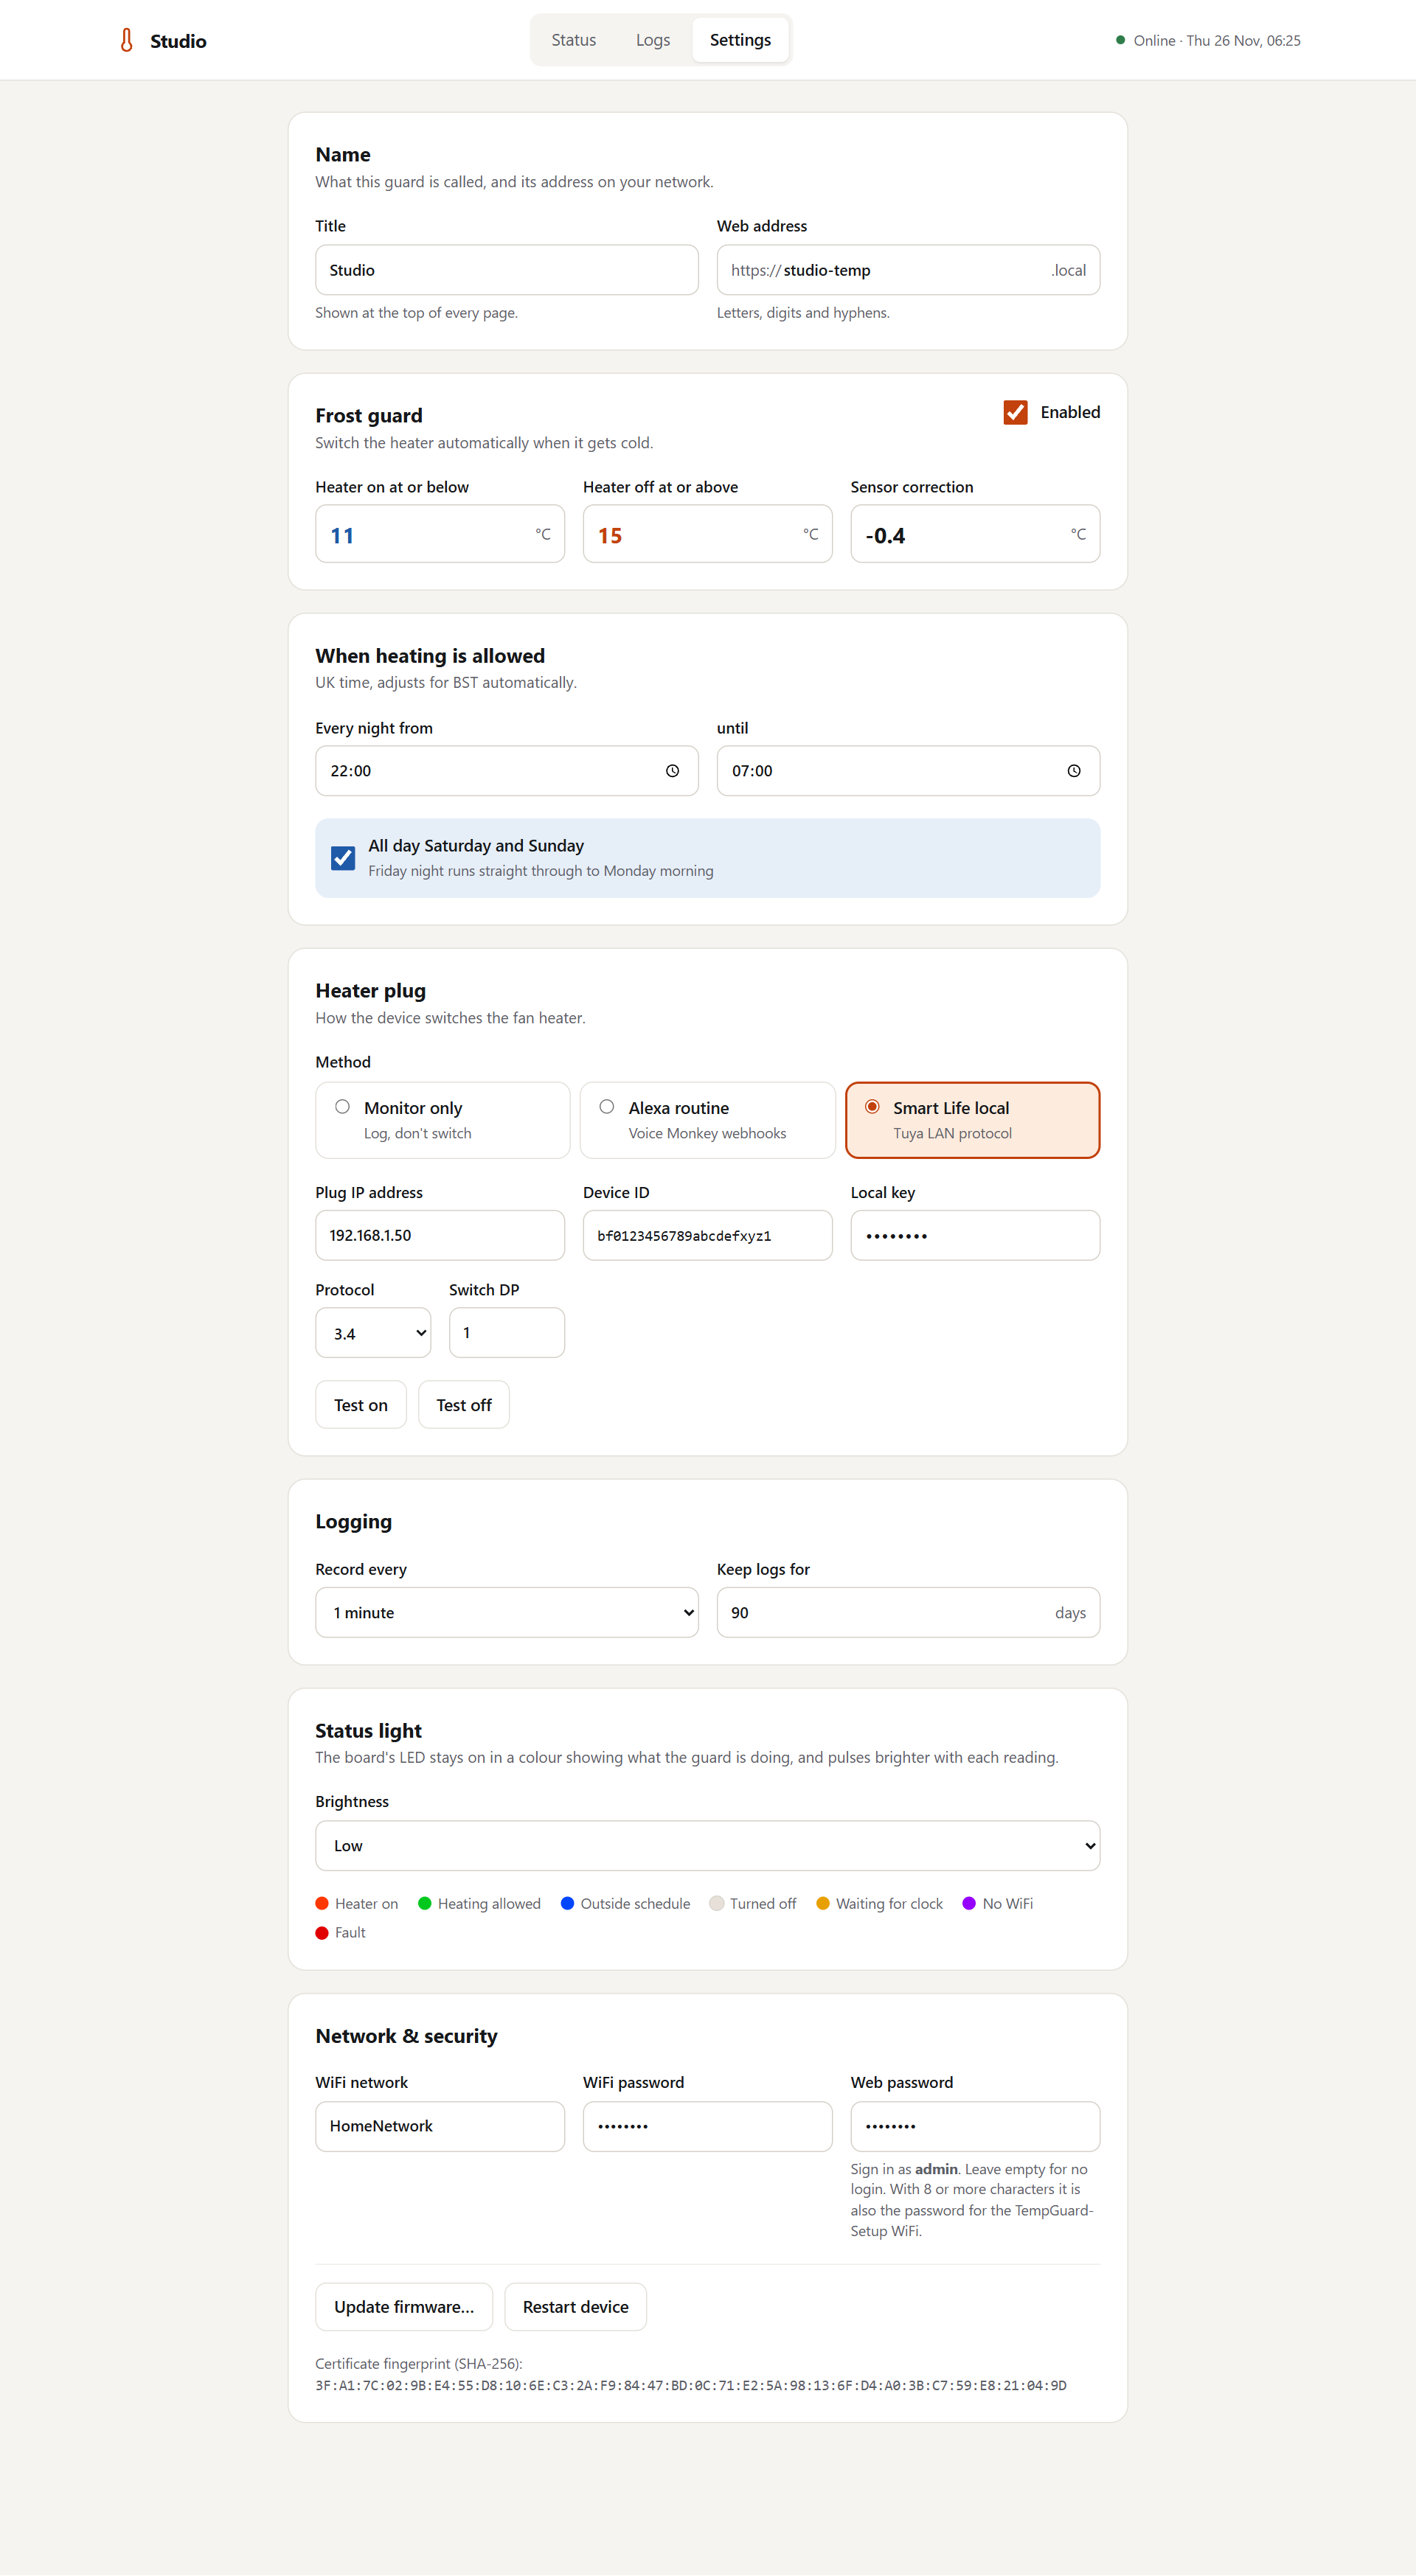 Studio
Status
Logs
Settings
Online · Thu 26 Nov, 06:25
Name
What this guard is called, and its address on your network.
Title
Web address
Studio
https://studio-temp .local
Shown at the top of every page.
Letters, digits and hyphens.
Frost guard
Enabled
Switch the heater automatically when it gets cold.
Heater on at or below
Heater off at or above
Sensor correction
11 °C
15 °C
-0.4 °C
When heating is allowed
UK time, adjusts for BST automatically.
Every night from
until
22:00
07:00
All day Saturday and Sunday
Friday night runs straight through to Monday morning
Heater plug
How the device switches the fan heater.
Method
Monitor only
Log, don't switch
Alexa routine
Voice Monkey webhooks
Smart Life local
Tuya LAN protocol
Plug IP address
Device ID
Local key
192.168.1.50
bf0123456789abcdefxyz1
••••••••
Protocol
Switch DP
3.4
1
Test on
Test off
Logging
Record every
Keep logs for
1 minute
90 days
Status light
The board's LED stays on in a colour showing what the guard is doing, and pulses brighter with each reading.
Brightness
Low
Heater on
Heating allowed
Outside schedule
Turned off
Waiting for clock
No WiFi
Fault
Network & security
WiFi network
WiFi password
Web password
HomeNetwork
••••••••
••••••••
Sign in as admin. Leave empty for no
login. With 8 or more characters it is
also the password for the TempGuard-
Setup WiFi.
Update firmware...
Restart device
Certificate fingerprint (SHA-256):
3F:A1:7C:02:9B:E4:55:D8:10:6E:C3:2A:F9:84:47:BD:0C:71:E2:5A:98:13:6F:D4:A0:3B:C7:59:E8:21:04:9D